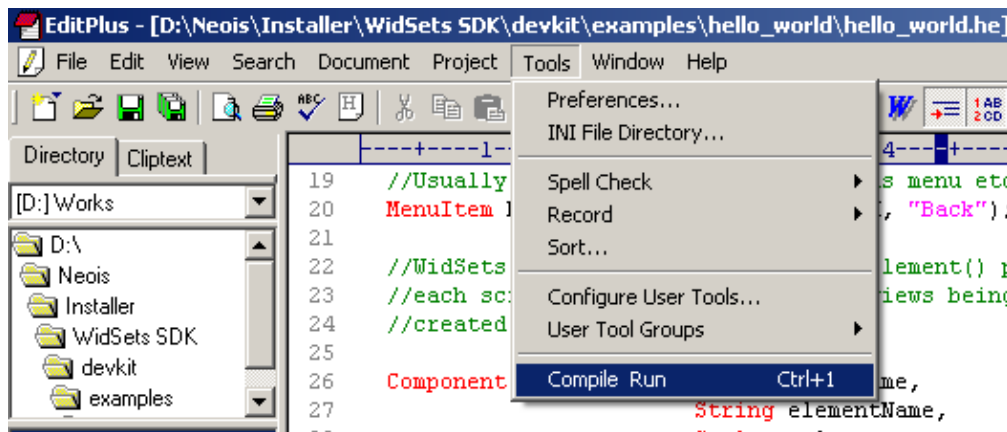 EditPlus - [D:\Neois\Installer\WidSets SDK\devkit\examples\hello_world\hello_world.he]
File Edit View Search Document Project Tools Window Help
Preferences...
INI File Directory...
Spell Check
Record
Sort...
Configure User Tools...
User Tool Groups
Compile Run Ctrl+1
Directory Cliptext
[D:] Works
D:\
Neois
Installer
WidSets SDK
devkit
examples
----+----1- 4----+----
19 //Usually s menu etc
20 MenuItem , "Back"),
21
22 //WidSets lement()
23 //each sc iews being
24 //created
25
26 Component me,
27 String elementName,